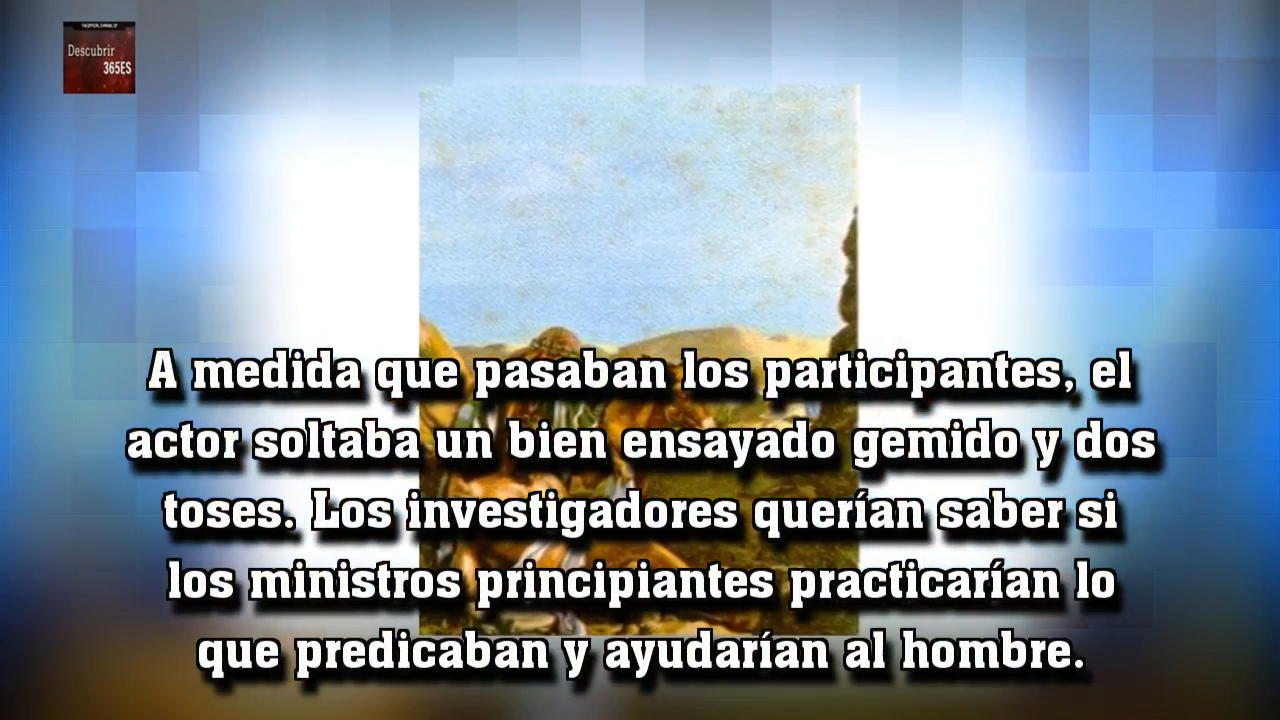 Descubrir
365ES
A medida que pasaban los participantes, el
actor soltaba un bien ensayado gemido y dos
toses. Los investigadores querían saber si
los ministros principiantes practicarían lo
que predicaban y ayudarían al hombre.